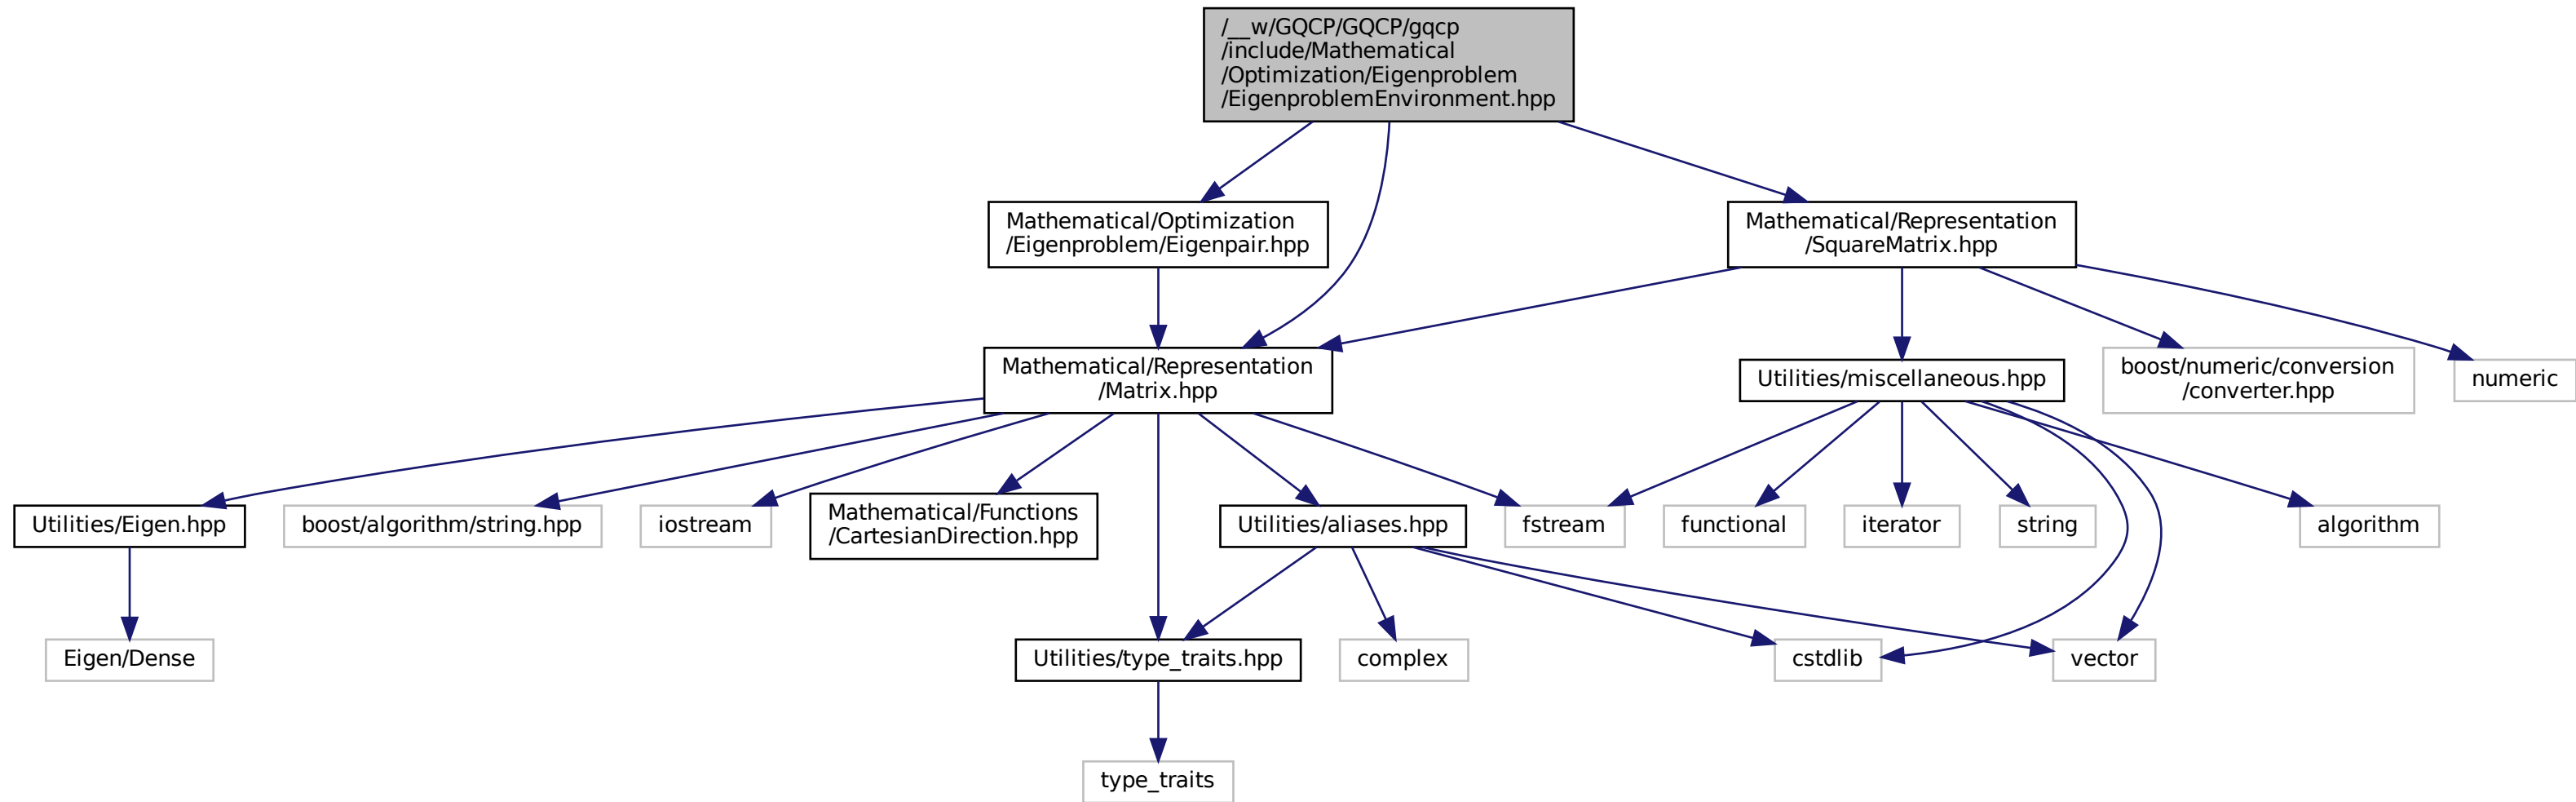 /__w/GQCP/GQCP/gqcp
/include/Mathematical
/Optimization/Eigenproblem
/EigenproblemEnvironment.hpp
Mathematical/Optimization
/Eigenproblem/Eigenpair.hpp
Mathematical/Representation
/SquareMatrix.hpp
Mathematical/Representation
/Matrix.hpp
Utilities/miscellaneous.hpp
boost/numeric/conversion
/converter.hpp
numeric
Utilities/Eigen.hpp
boost/algorithm/string.hpp
iostream
Mathematical/Functions
/CartesianDirection.hpp
Utilities/aliases.hpp
fstream
functional
iterator
string
algorithm
Eigen/Dense
Utilities/type_traits.hpp
complex
cstdlib
vector
type_traits